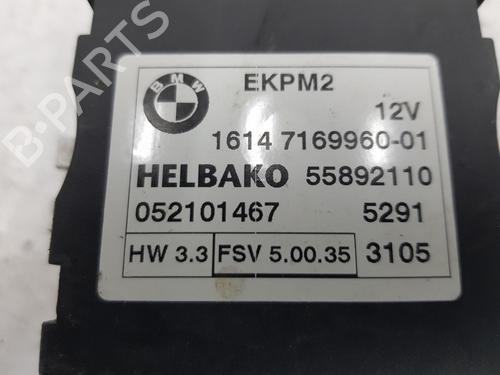 BMW
EKPM2
12V
1614 7169960-01
HELBAKO 55892110
052101467 5291
HW 3.3 FSV 5.00.35 3105
B-PARTS